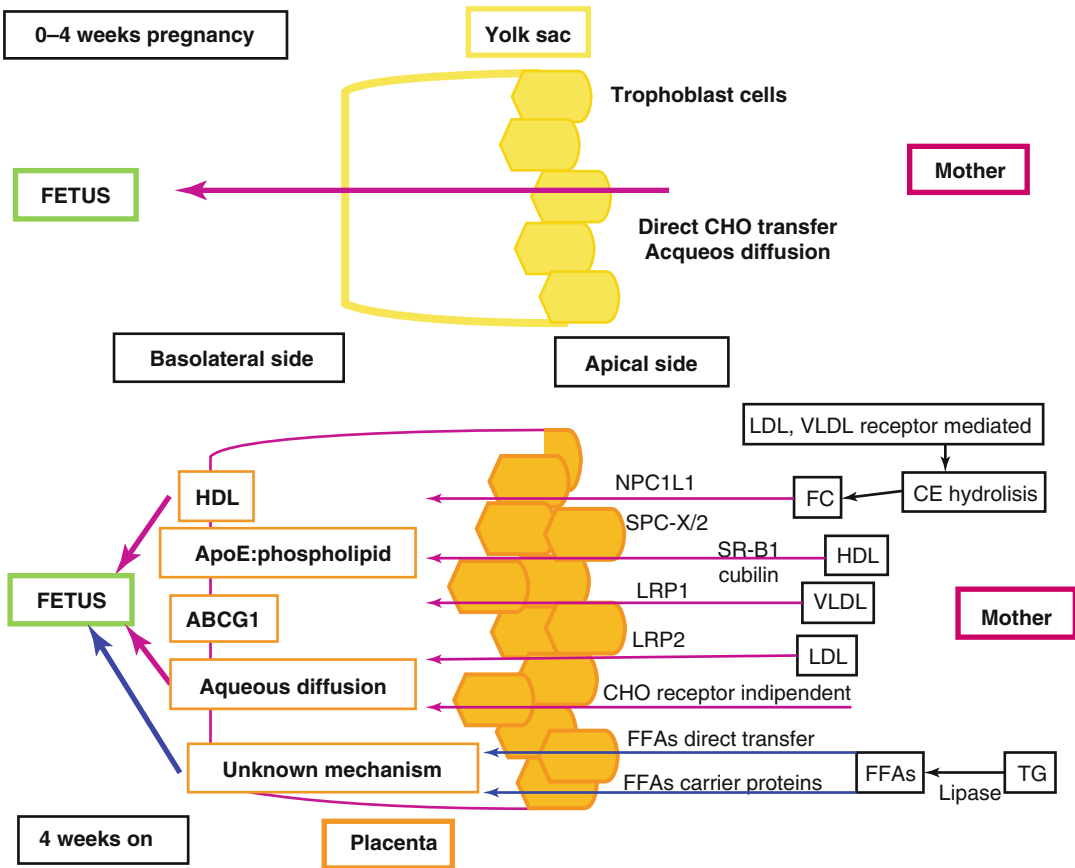 0–4 weeks pregnancy
Yolk sac
Trophoblast cells
FETUS
Mother
Direct CHO transfer
Acqueos diffusion
Basolateral side
Apical side
LDL, VLDL receptor mediated
HDL
NPC1L1
FC
CE hydrolisis
SPC-X/2
ApoE:phospholipid
SR-B1
cubilin
HDL
FETUS
ABCG1
LRP1
VLDL
Mother
LRP2
LDL
Aqueous diffusion
CHO receptor indipendent
FFAs direct transfer
Unknown mechanism
FFAs
TG
FFAs carrier proteins
Lipase
4 weeks on
Placenta